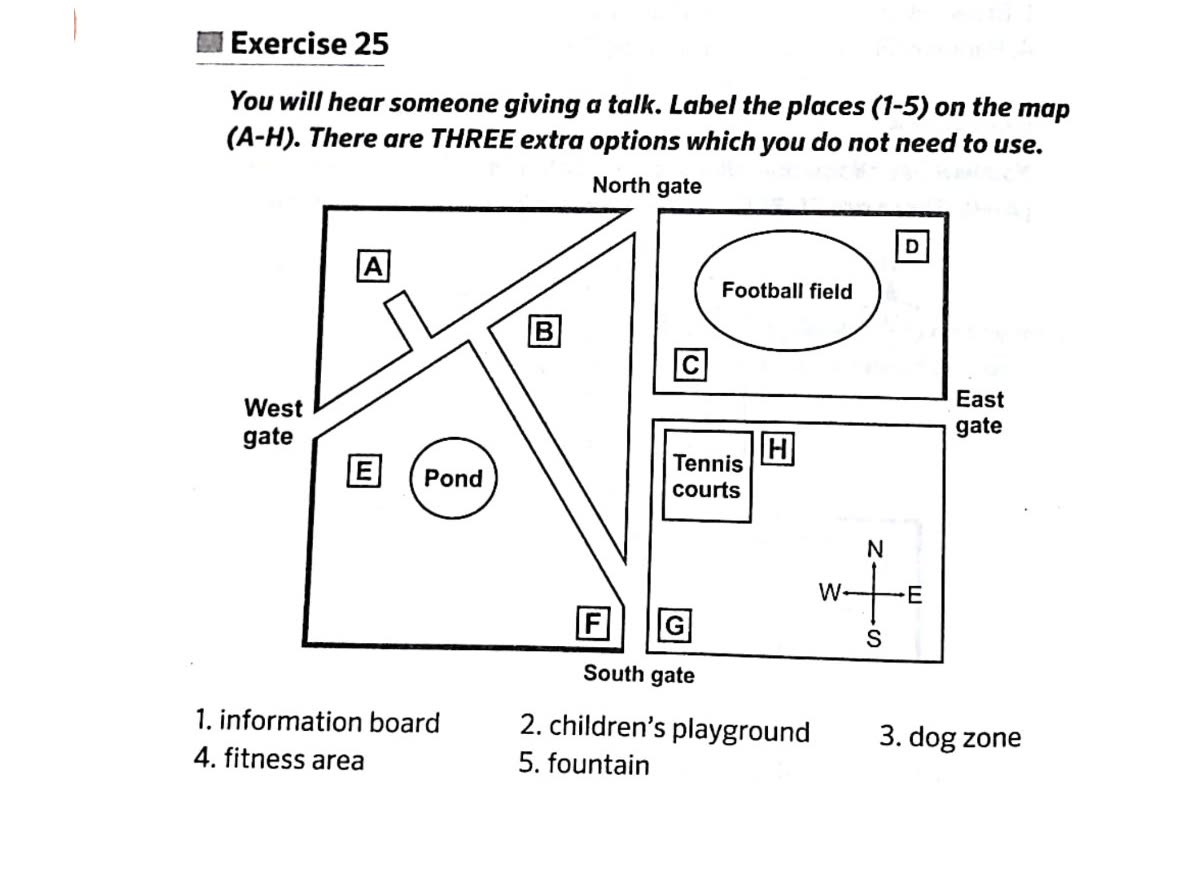 Exercise 25
You will hear someone giving a talk. Label the places (1-5) on the map
(A-H). There are THREE extra options which you do not need to use.
North gate
A
D
Football field
B
C
West
gate
East
gate
E
Pond
Tennis
courts
H
N
W
E
S
F
G
South gate
1. information board
2. children's playground
3. dog zone
4. fitness area
5. fountain